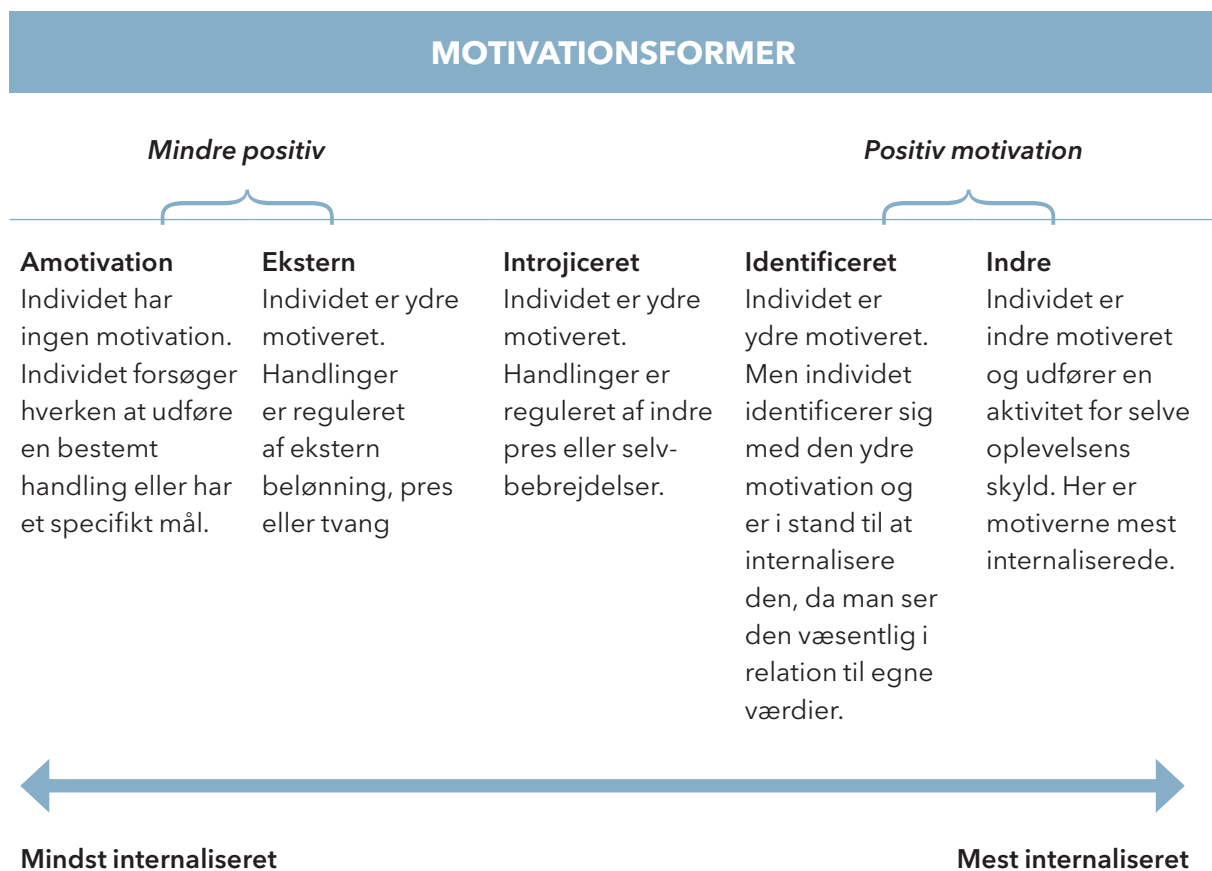 MOTIVATIONSFORMER
Mindre positiv
Positiv motivation
Amotivation
Individet har
ingen motivation.
Individet forsøger
hverken at udføre
en bestemt
handling eller har
et specifikt mål.
Ekstern
Individet er ydre
motiveret.
Handlinger
er reguleret
af ekstern
belønning, pres
eller tvang
Introjiceret
Individet er ydre
motiveret.
Handlinger er
reguleret af indre
pres eller selv-
bebrejdelser.
Identificeret
Individet er
ydre motiveret.
Men individet
identificerer sig
med den ydre
motivation og
er i stand til at
internalisere
den, da man ser
den væsentlig i
relation til egne
værdier.
Indre
Individet er
indre motiveret
og udfører en
aktivitet for selve
oplevelsens
skyld. Her er
motiverne mest
internaliserede.
Mindst internaliseret
Mest internaliseret